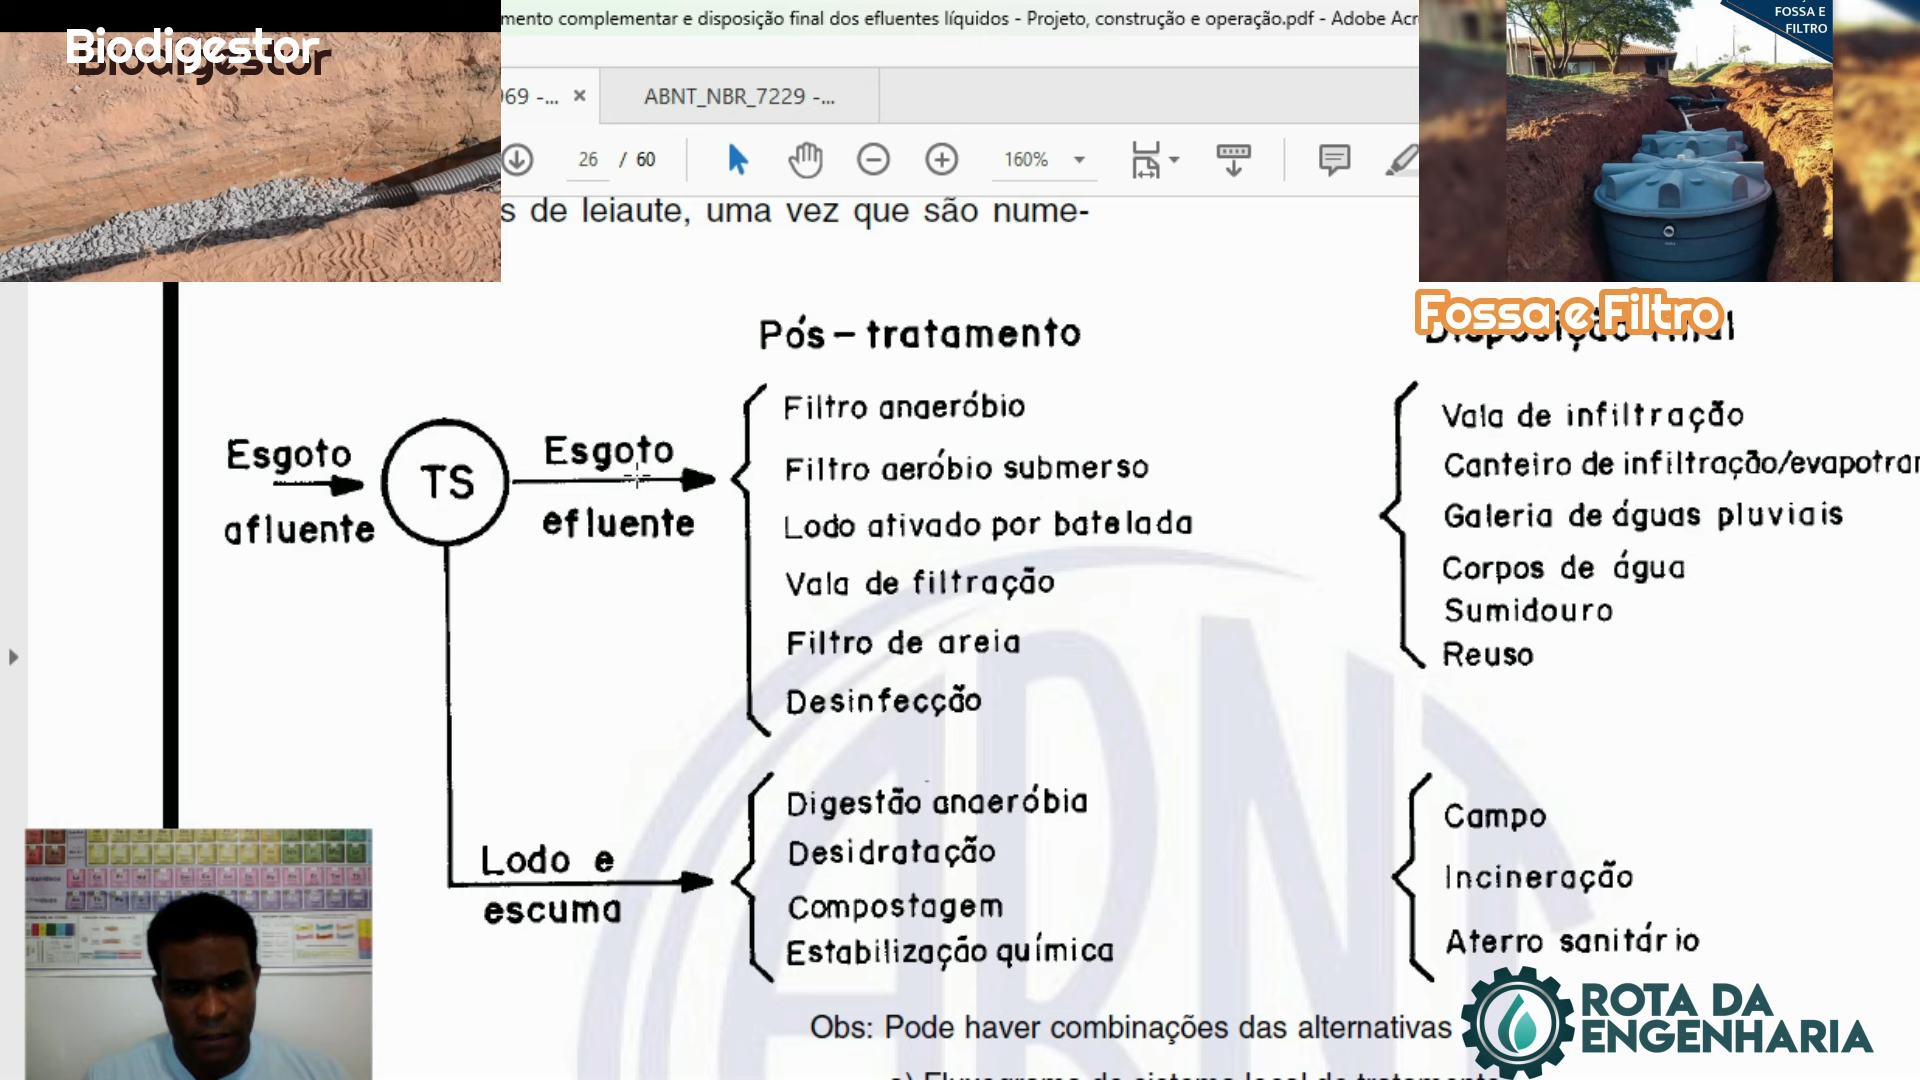 Biodigestor
mento complementar e disposição final dos efluentes líquidos - Projeto, construção e operação.pdf - Adobe Acr
FOSSA E
FILTRO
69 -...
ABNT_NBR_7229 -...
26 / 60
160%
s de leiaute, uma vez que são nume-
Fossa e Filtro
Pós-tratamento
Disposição final
Esgoto
afluente
TS
Esgoto
efluente
Filtro anaeróbio
Filtro aeróbio submerso
Lodo ativado por batelada
Vala de filtração
Filtro de areia
Desinfecção
Vala de infiltração
Canteiro de infiltração/evapotran
Galeria de águas pluviais
Corpos de água
Sumidouro
Reuso
Lodo e
escuma
Digestão anaeróbia
Desidratação
Compostagem
Estabilização química
Campo
Incineração
Aterro sanitário
Obs: Pode haver combinações das alternativas
ROTA DA
ENGENHARIA